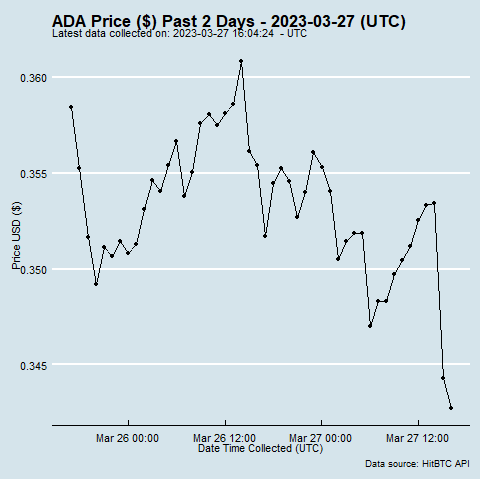 ADA Price ($) Past 2 Days - 2023-03-27 (UTC)
Latest data collected on: 2023-03-27 16:04:24 - UTC
0.360
0.355
0.350
0.345
Price USD ($)
Mar 26 00:00 Mar 26 12:00 Mar 27 00:00 Mar 27 12:00
Date Time Collected (UTC)
Data source: HitBTC API